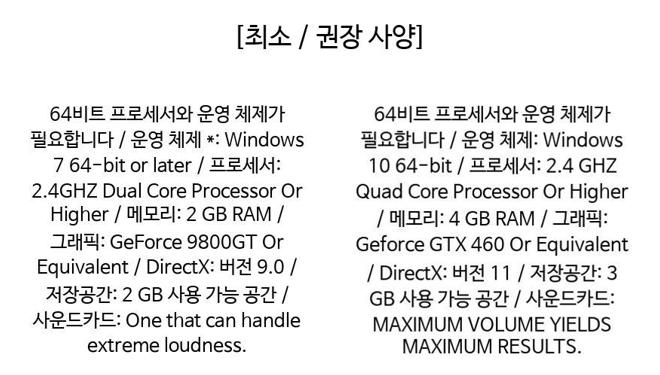 [최소 / 권장 사양]
64비트 프로세서와 운영 체제가
필요합니다 / 운영 체제 *: Windows
7 64-bit or later / 프로세서:
2.4GHZ Dual Core Processor Or
Higher / 메모리: 2 GB RAM /
그래픽: GeForce 9800GT Or
Equivalent / DirectX: 버전 9.0 /
저장공간: 2 GB 사용 가능 공간 /
사운드카드: One that can handle
extreme loudness.
64비트 프로세서와 운영 체제가
필요합니다 / 운영 체제: Windows
10 64-bit / 프로세서: 2.4 GHZ
Quad Core Processor Or Higher
/ 메모리: 4 GB RAM / 그래픽:
Geforce GTX 460 Or Equivalent
/ DirectX: 버전 11 / 저장공간: 3
GB 사용 가능 공간 / 사운드카드:
MAXIMUM VOLUME YIELDS
MAXIMUM RESULTS.